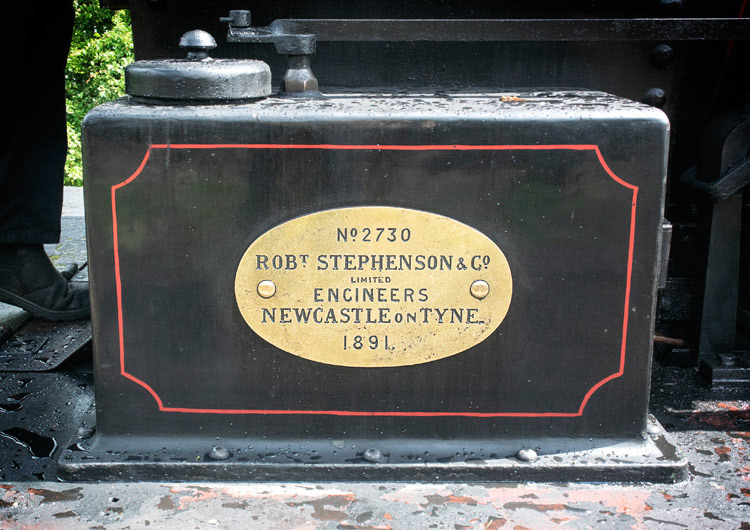 No 2730
ROBT STEPHENSON & Co
LIMITED
ENGINEERS
NEWCASTLE ON TYNE.
1891.